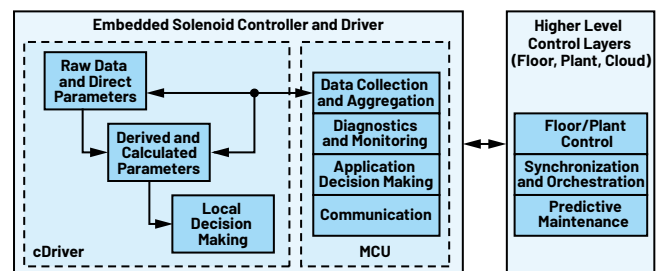 Embedded Solenoid Controller and Driver
Raw Data
and Direct
Parameters
Derived and
Calculated
Parameters
Local
Decision
Making
cDriver
Data Collection
and Aggregation
Diagnostics
and Monitoring
Application
Decision Making
Communication
MCU
Higher Level
Control Layers
(Floor, Plant, Cloud)
Floor/Plant
Control
Synchronization
and Orchestration
Predictive
Maintenance